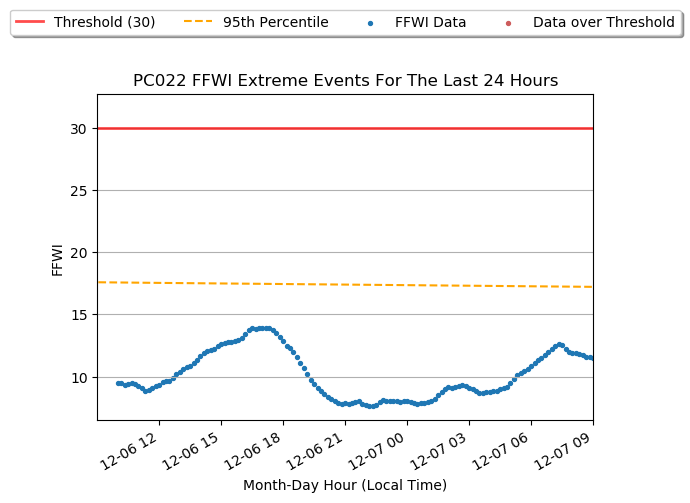 Threshold (30) 95th Percentile FFWI Data Data over Threshold
PC022 FFWI Extreme Events For The Last 24 Hours
30
25
20
15
10
FFWI
12-06 12 12-06 15 12-06 18 12-06 21 12-07 00 12-07 03 12-07 06 12-07 09
Month-Day Hour (Local Time)